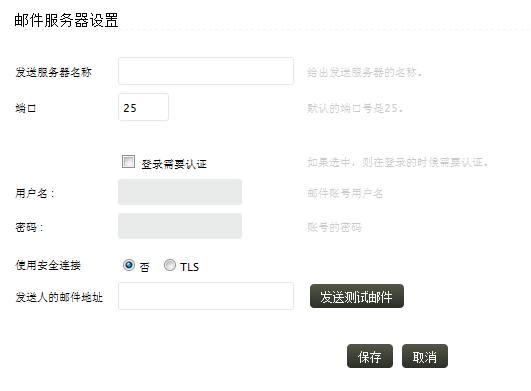 邮件服务器设置
发送服务器名称 给出发送服务器的名称。
端口 25 默认的端口号是25。
登录需要认证 如果选中，则在登录的时候需要认证。
用户名 : 邮件账号用户名
密码 : 账号的密码
使用安全连接 否 TLS
发送人的邮件地址 发送测试邮件
保存 取消